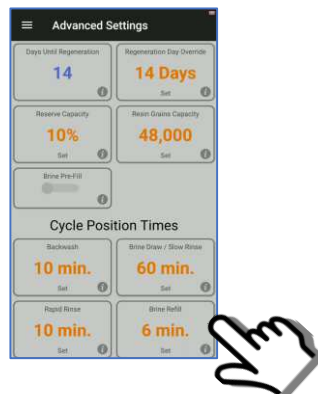 Advanced Settings
Days Until Regeneration
14
Regeneration Day Override
14 Days
Set
Reserve Capacity
10%
Set
Resin Grains Capacity
48,000
Set
Brine Pre-Fill
Cycle Position Times
Backwash
10 min.
Set
Brine Draw / Slow Rinse
60 min.
Set
Rapid Rinse
10 min.
Set
Brine Refill
6 min.
Set